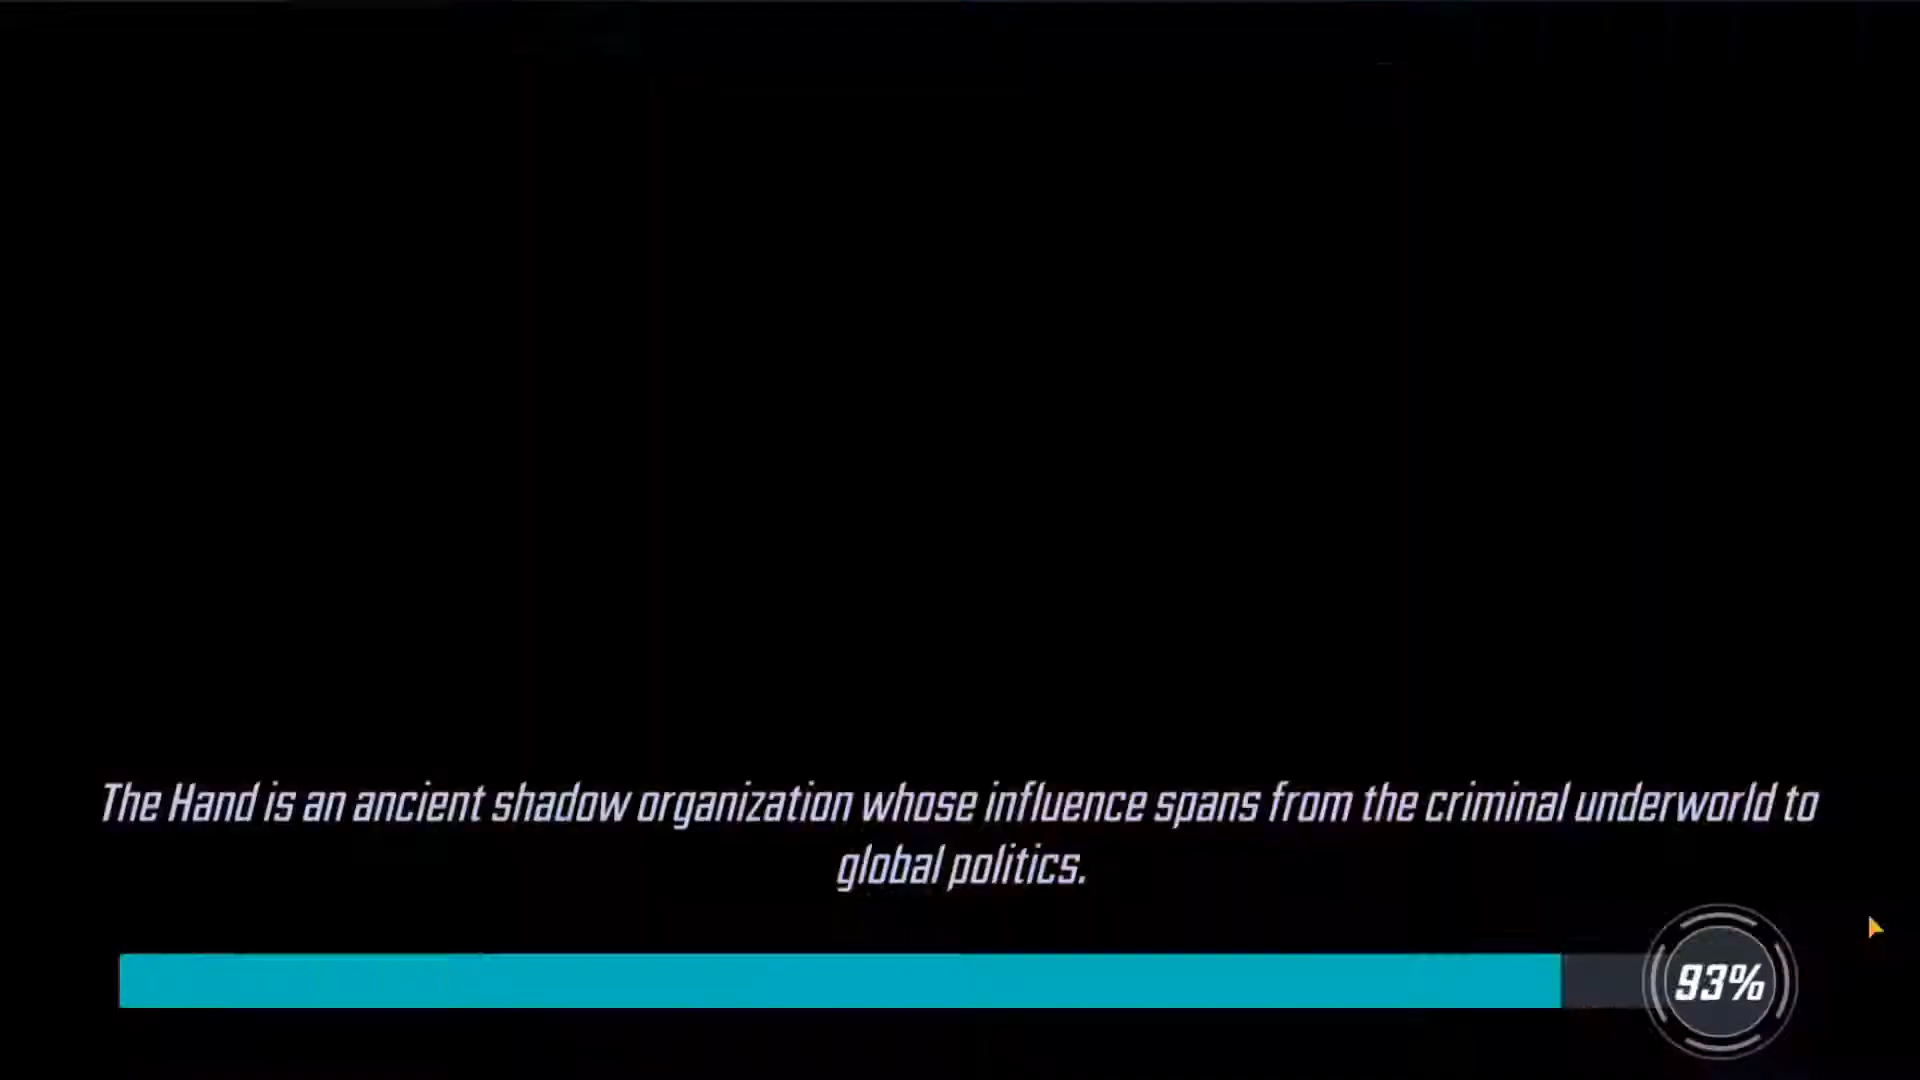 The Hand is an ancient shadow organization whose influence spans from the criminal underworld to
global politics.
93%